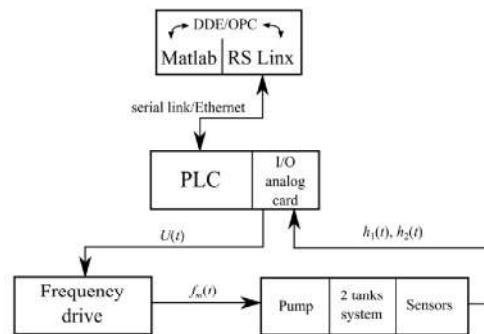 DDE/OPC
Matlab RS Linx
serial link/Ethernet
PLC
I/O
analog
card
U(t)
h₁(t), h₂(t)
Frequency
drive
fₘ(t)
Pump
2 tanks
system
Sensors